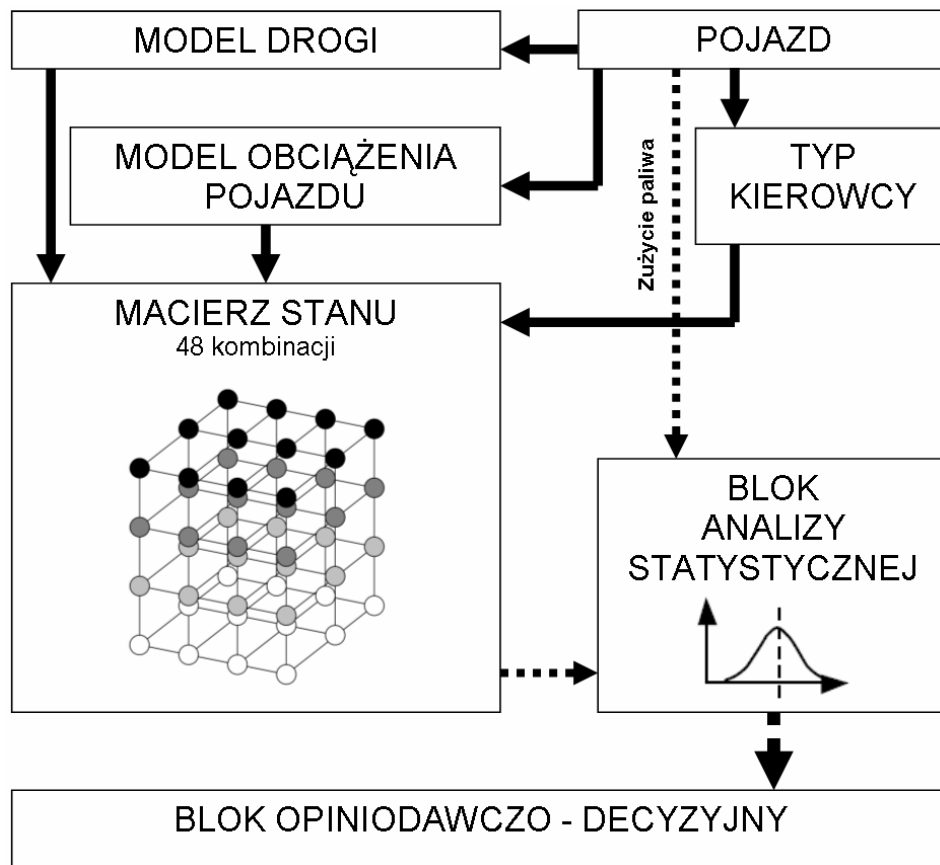 MODEL DROGI
POJAZD
MODEL OBCIĄŻENIA
POJAZDU
TYP
KIEROWCY
Zużycie paliwa
MACIERZ STANU
48 kombinacji
BLOK
ANALIZY
STATYSTYCZNEJ
BLOK OPINIODAWCZO - DECYZYJNY